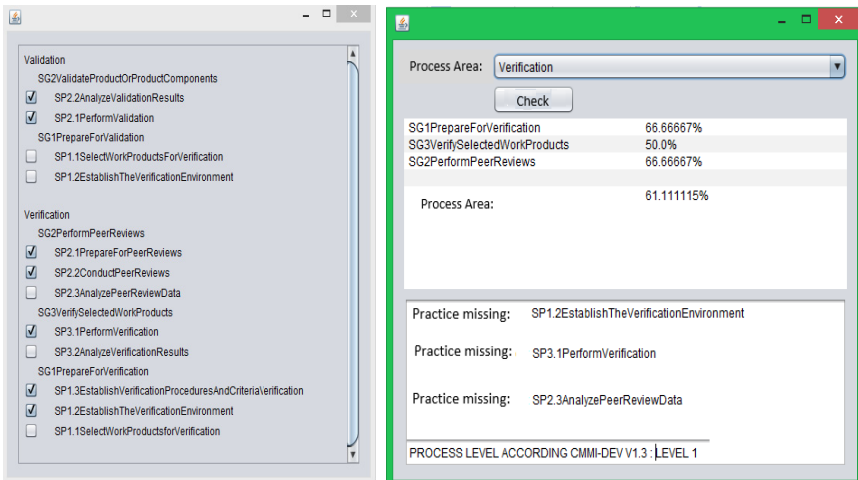 Validation
SG2ValidateProductOrProductComponents
SP2.2AnalyzeValidationResults
SP2.1PerformValidation
SG1PrepareForValidation
SP1.1SelectWorkProductsForVerification
SP1.2EstablishTheVerificationEnvironment
Verification
SG2PerformPeerReviews
SP2.1PrepareForPeerReviews
SP2.2ConductPeerReviews
SP2.3AnalyzePeerReviewData
SG3VerifySelectedWorkProducts
SP3.1PerformVerification
SP3.2AnalyzeVerificationResults
SG1PrepareForVerification
SP1.3EstablishVerificationProceduresAndCriteria\erification
SP1.2EstablishTheVerificationEnvironment
SP1.1SelectWorkProductsforVerification
Process Area: Verification
Check
SG1PrepareForVerification 66.66667%
SG3VerifySelectedWorkProducts 50.0%
SG2PerformPeerReviews 66.66667%
Process Area: 61.111115%
Practice missing: SP1.2EstablishTheVerificationEnvironment
Practice missing: SP3.1PerformVerification
Practice missing: SP2.3AnalyzePeerReviewData
PROCESS LEVEL ACCORDING CMMI-DEV V1.3 : LEVEL 1